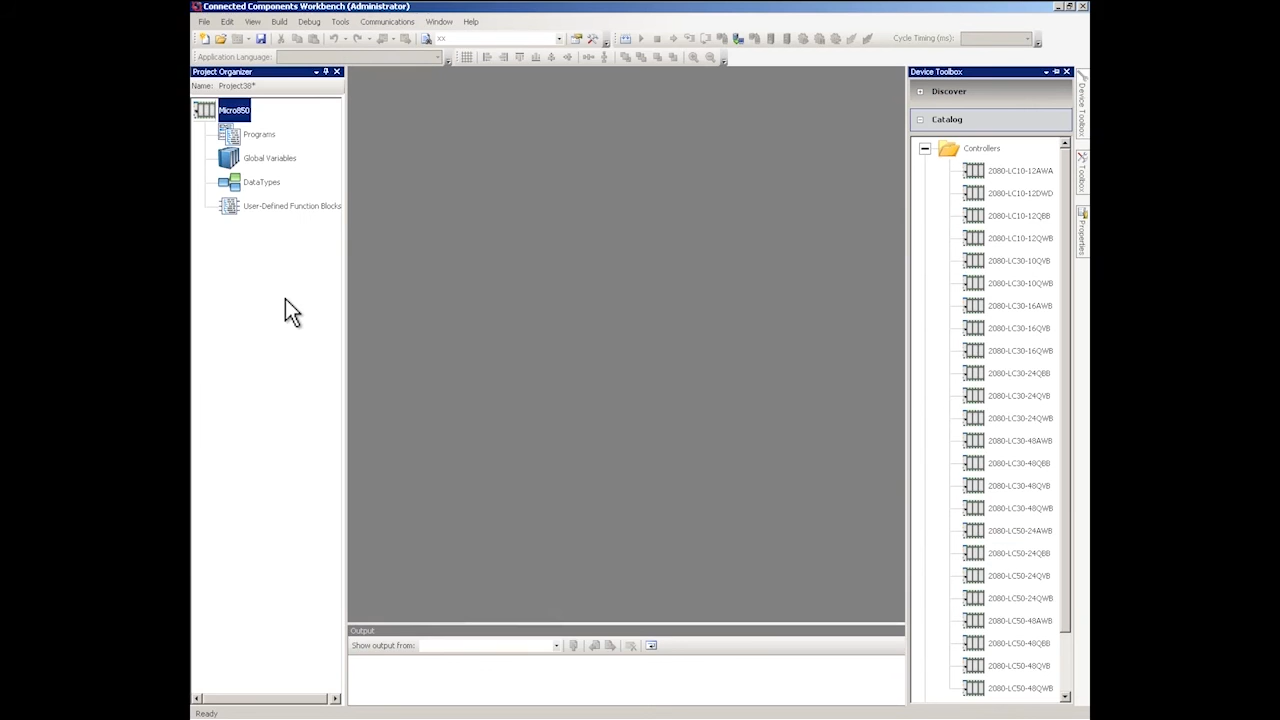 Connected Components Workbench (Administrator)
File Edit View Build Debug Tools Communications Window Help
xx
Cycle Timing (ms):
Application Language:
Project Organizer
Name: Project38*
Micro850
Programs
Global Variables
DataTypes
User-Defined Function Blocks
Output
Show output from:
Device Toolbox
Discover
Catalog
Controllers
2080-LC10-12AWA
2080-LC10-12DWD
2080-LC10-12QBB
2080-LC10-12QWB
2080-LC30-10QVB
2080-LC30-10QWB
2080-LC30-16AWB
2080-LC30-16QVB
2080-LC30-16QWB
2080-LC30-24QBB
2080-LC30-24QVB
2080-LC30-24QWB
2080-LC30-48AWB
2080-LC30-48QBB
2080-LC30-48QVB
2080-LC30-48QWB
2080-LC50-24AWB
2080-LC50-24QBB
2080-LC50-24QVB
2080-LC50-24QWB
2080-LC50-48AWB
2080-LC50-48QBB
2080-LC50-48QVB
2080-LC50-48QWB
Device Toolbox
Toolbox
Properties
Ready